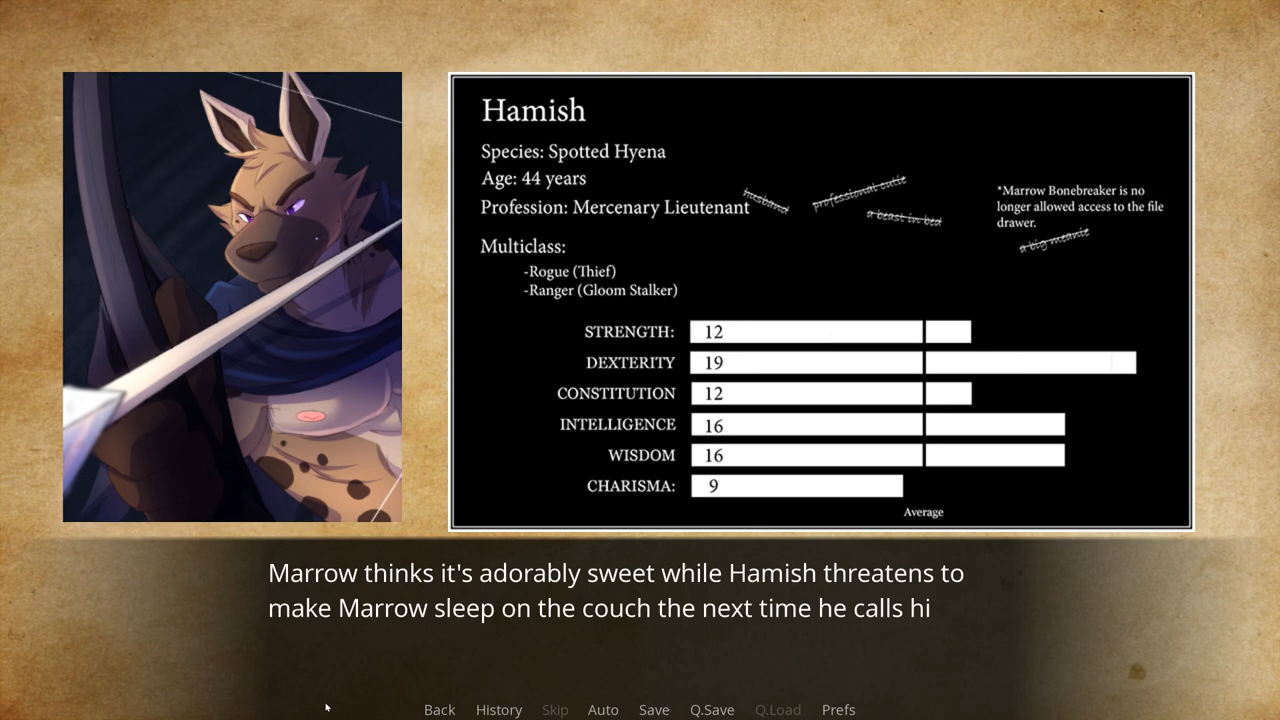 Hamish
Species: Spotted Hyena
Age: 44 years
Profession: Mercenary Lieutenant
husband
professional cutie
a beast in bed
*Marrow Bonebreaker is no
longer allowed access to the file
drawer.
a big meanie
Multiclass:
-Rogue (Thief)
-Ranger (Gloom Stalker)
STRENGTH: 12
DEXTERITY 19
CONSTITUTION 12
INTELLIGENCE 16
WISDOM 16
CHARISMA: 9
Average
Marrow thinks it's adorably sweet while Hamish threatens to
make Marrow sleep on the couch the next time he calls hi
Back History Skip Auto Save Q.Save Q.Load Prefs